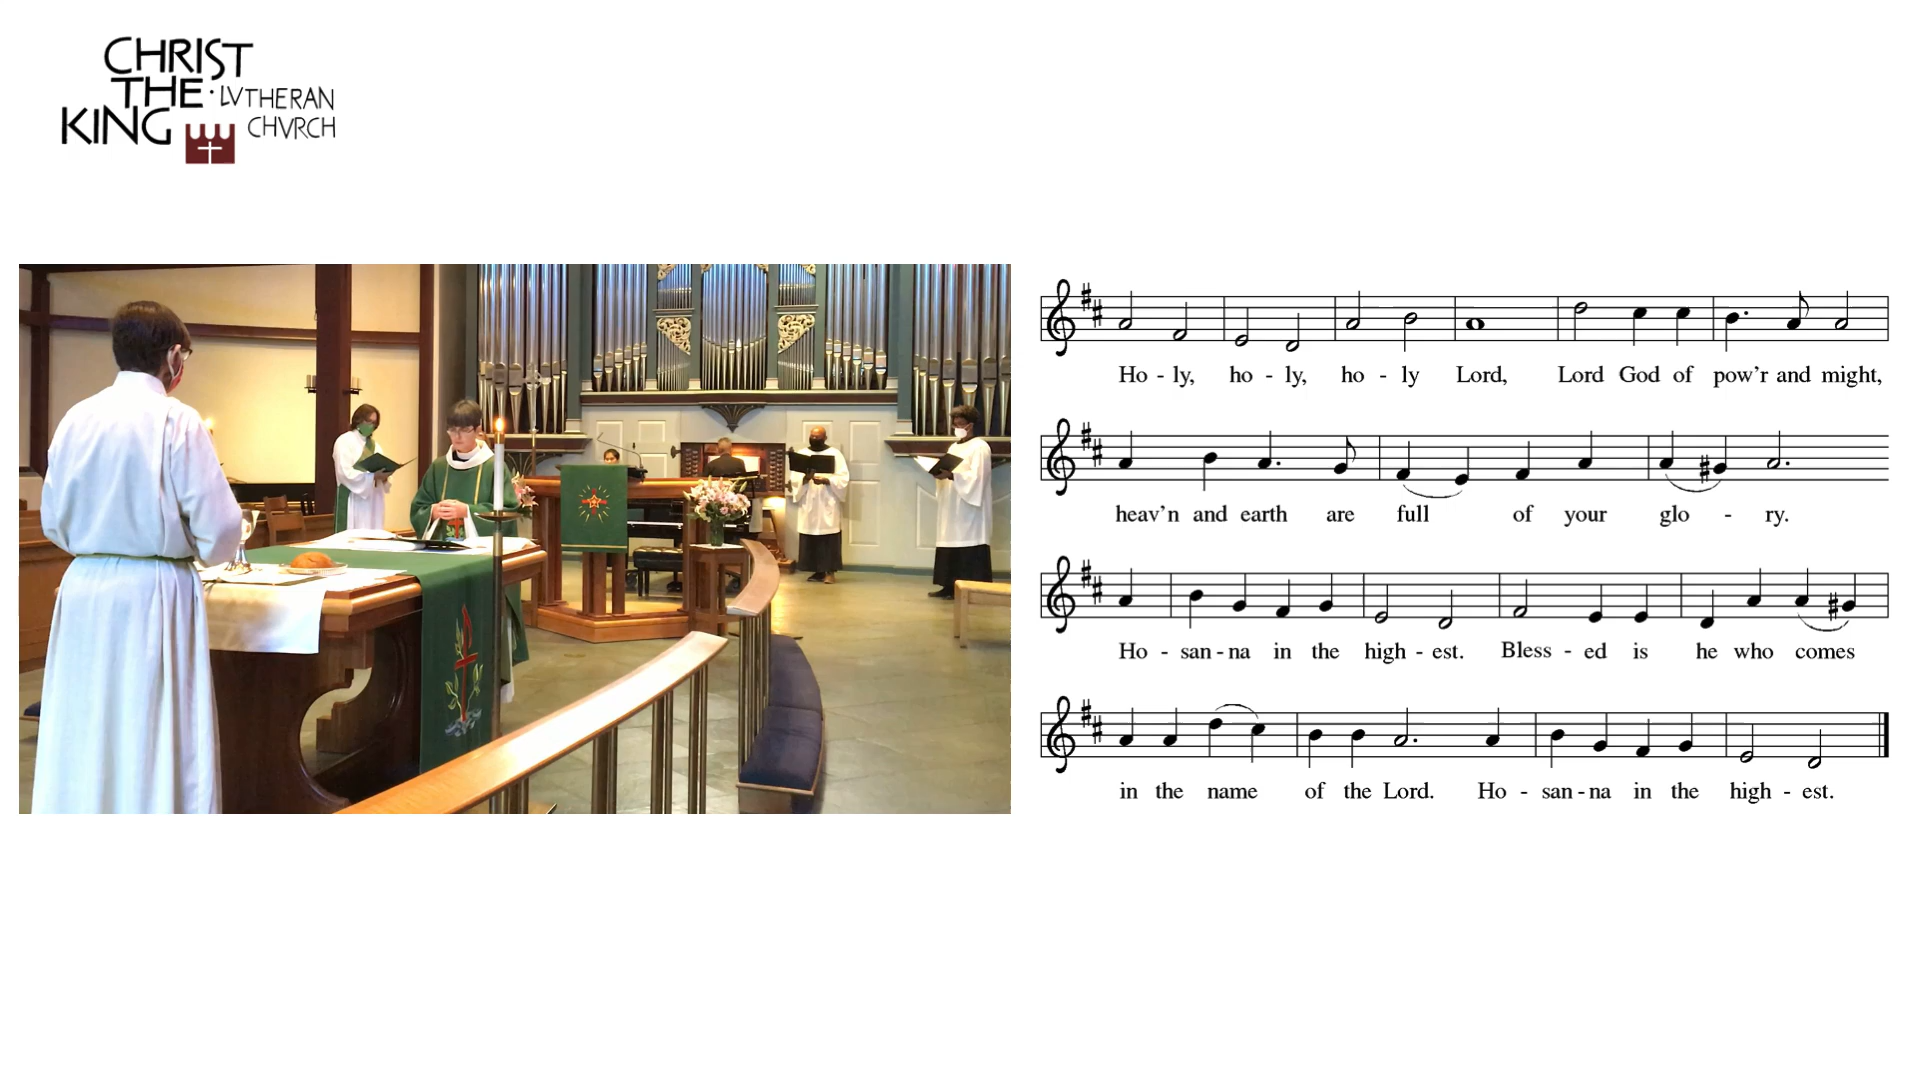 CHRIST
THE · LVTHERAN
KING CHVRCH
Ho - ly, ho - ly, ho - ly Lord, Lord God of pow’r and might,
heav’n and earth are full of your glo - ry.
Ho - san - na in the high - est. Bless - ed is he who comes
in the name of the Lord. Ho - san - na in the high - est.